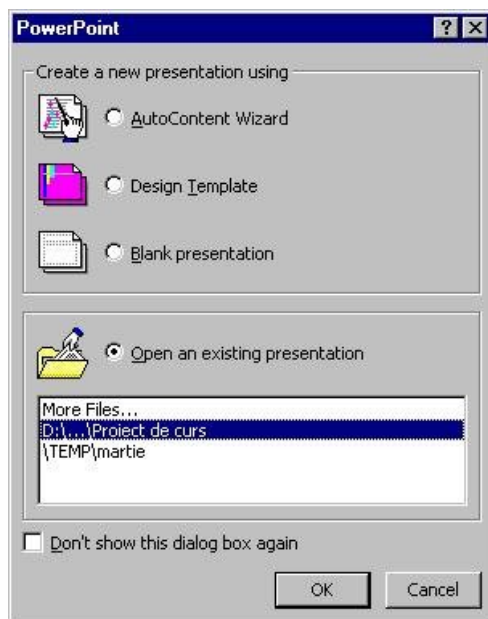 PowerPoint
Create a new presentation using
AutoContent Wizard
Design Template
Blank presentation
Open an existing presentation
More Files...
D:\...\Proiect de curs
\TEMP\martie
Don't show this dialog box again
OK Cancel